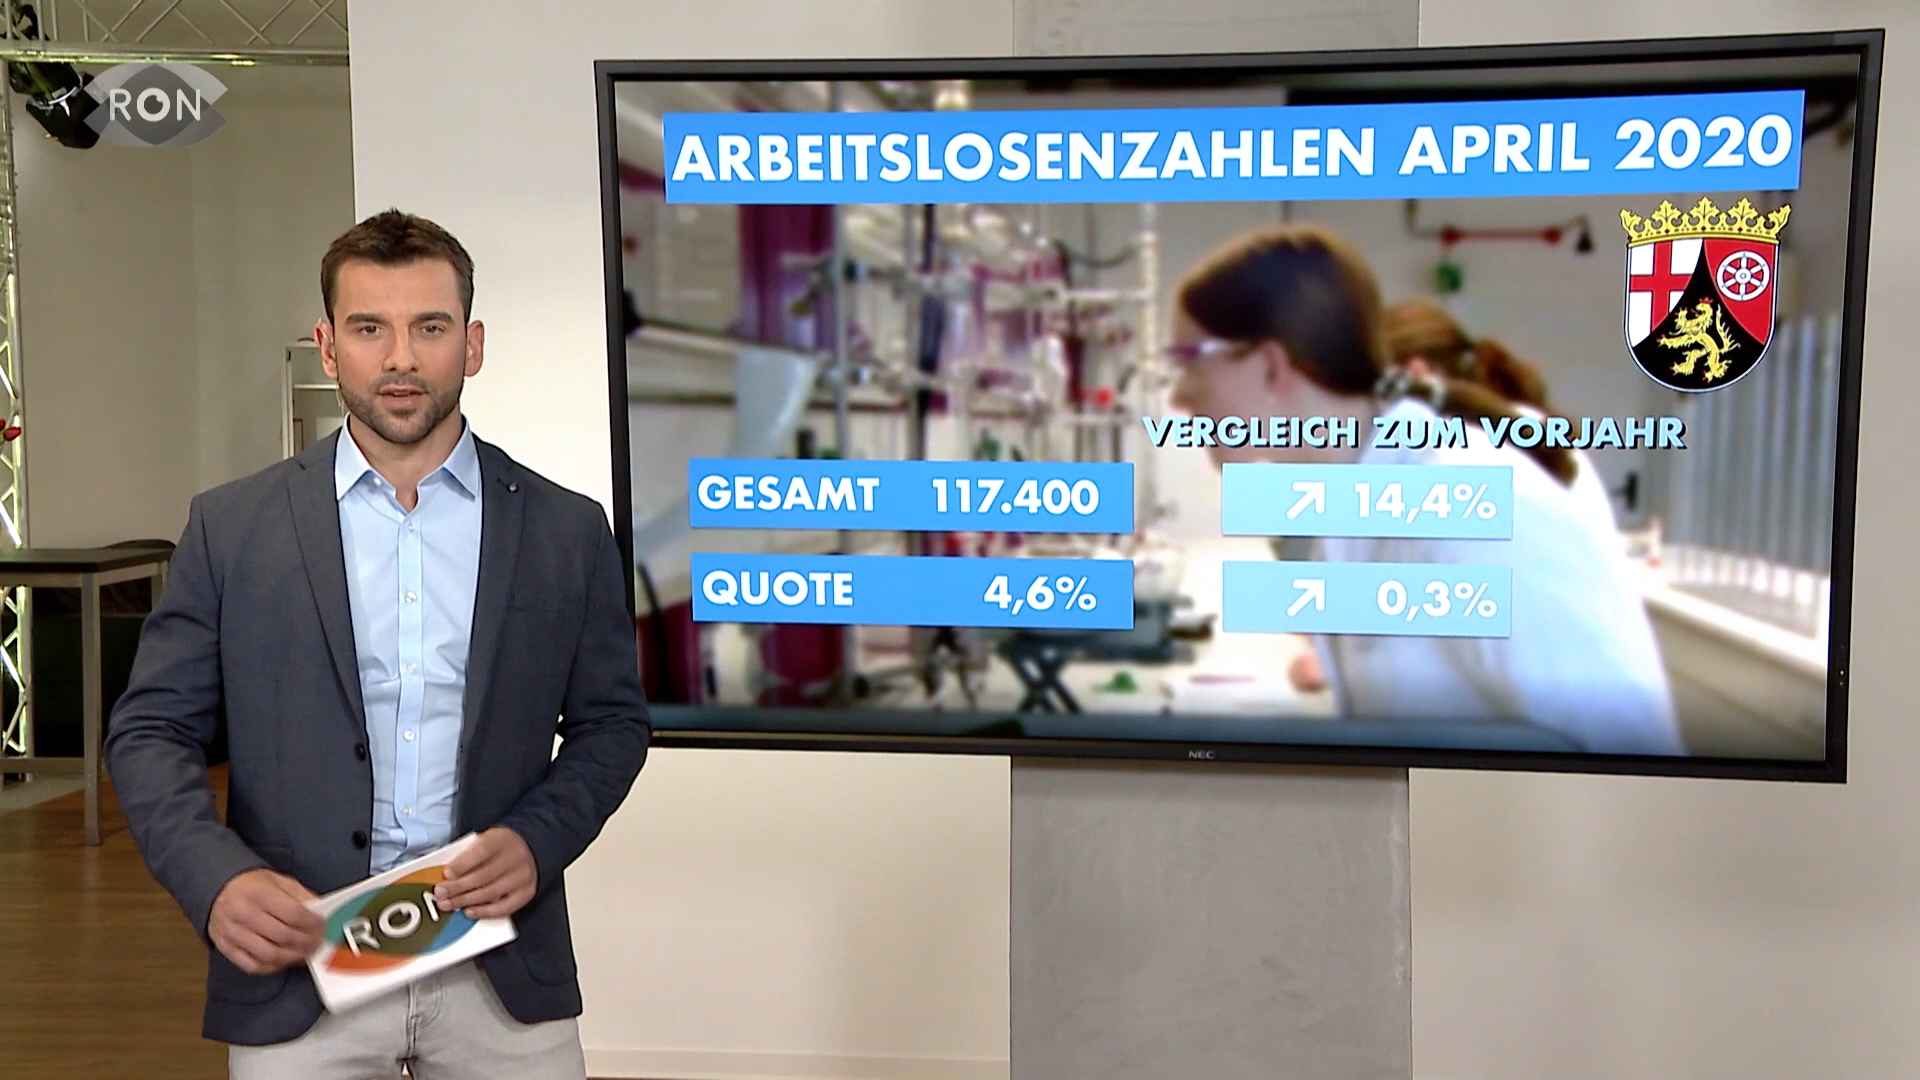 RON
ARBEITSLOSENZAHLEN APRIL 2020
VERGLEICH ZUM VORJAHR
GESAMT 117.400 ↗ 14,4%
QUOTE 4,6% ↗ 0,3%
NEC
RON